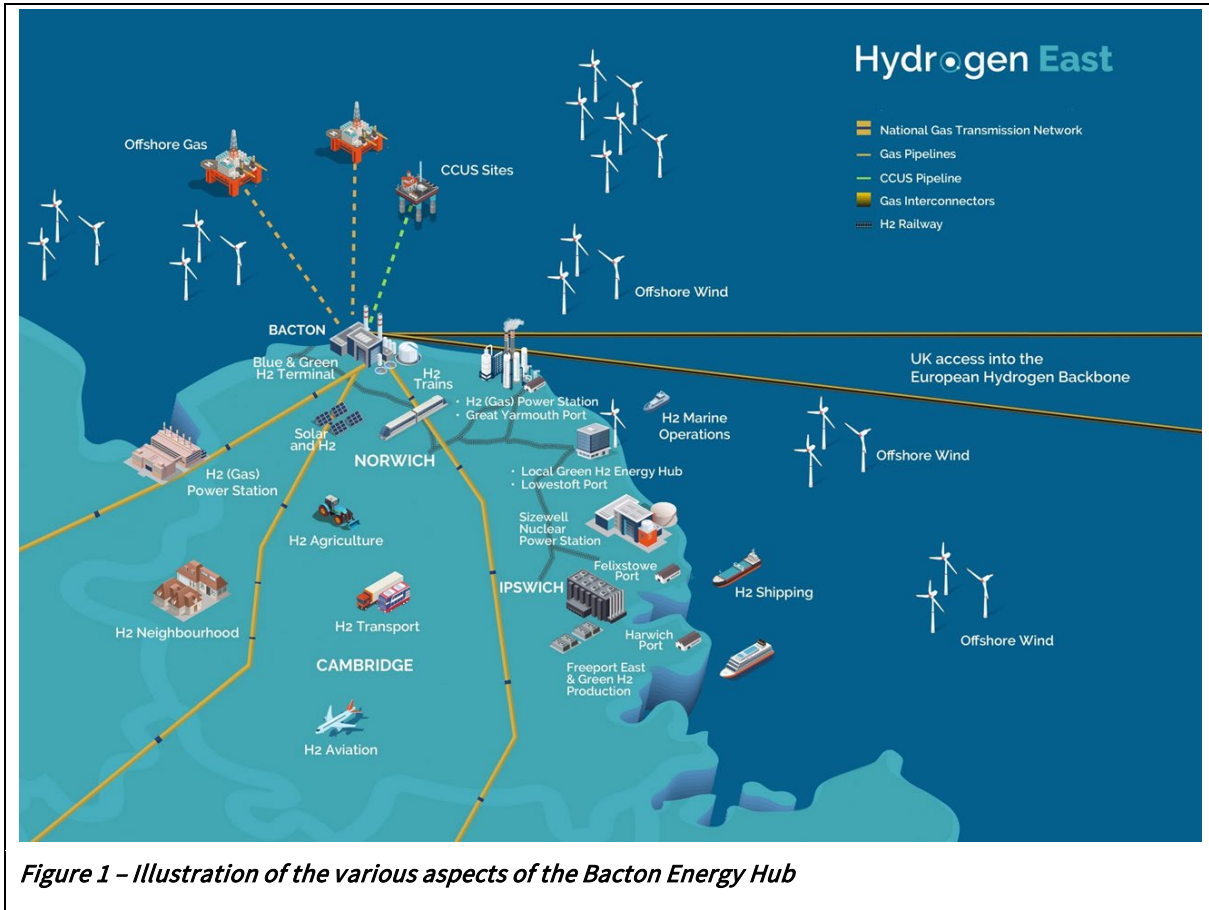 Hydrogen East
National Gas Transmission Network
Gas Pipelines
CCUS Pipeline
Gas Interconnectors
H2 Railway
Offshore Gas
CCUS Sites
Offshore Wind
BACTON
Blue & Green
H2 Terminal
H2
Trains
UK access into the
European Hydrogen Backbone
• H2 (Gas) Power Station
• Great Yarmouth Port
H2 Marine
Operations
Solar
and H2
NORWICH
H2 (Gas)
Power Station
Offshore Wind
• Local Green H2 Energy Hub
• Lowestoft Port
Sizewell
Nuclear
Power Station
H2 Agriculture
Felixstowe
Port
IPSWICH
H2 Shipping
H2 Neighbourhood
H2 Transport
Harwich
Port
Offshore Wind
CAMBRIDGE
Freeport East
& Green H2
Production
H2 Aviation
Figure 1 – Illustration of the various aspects of the Bacton Energy Hub